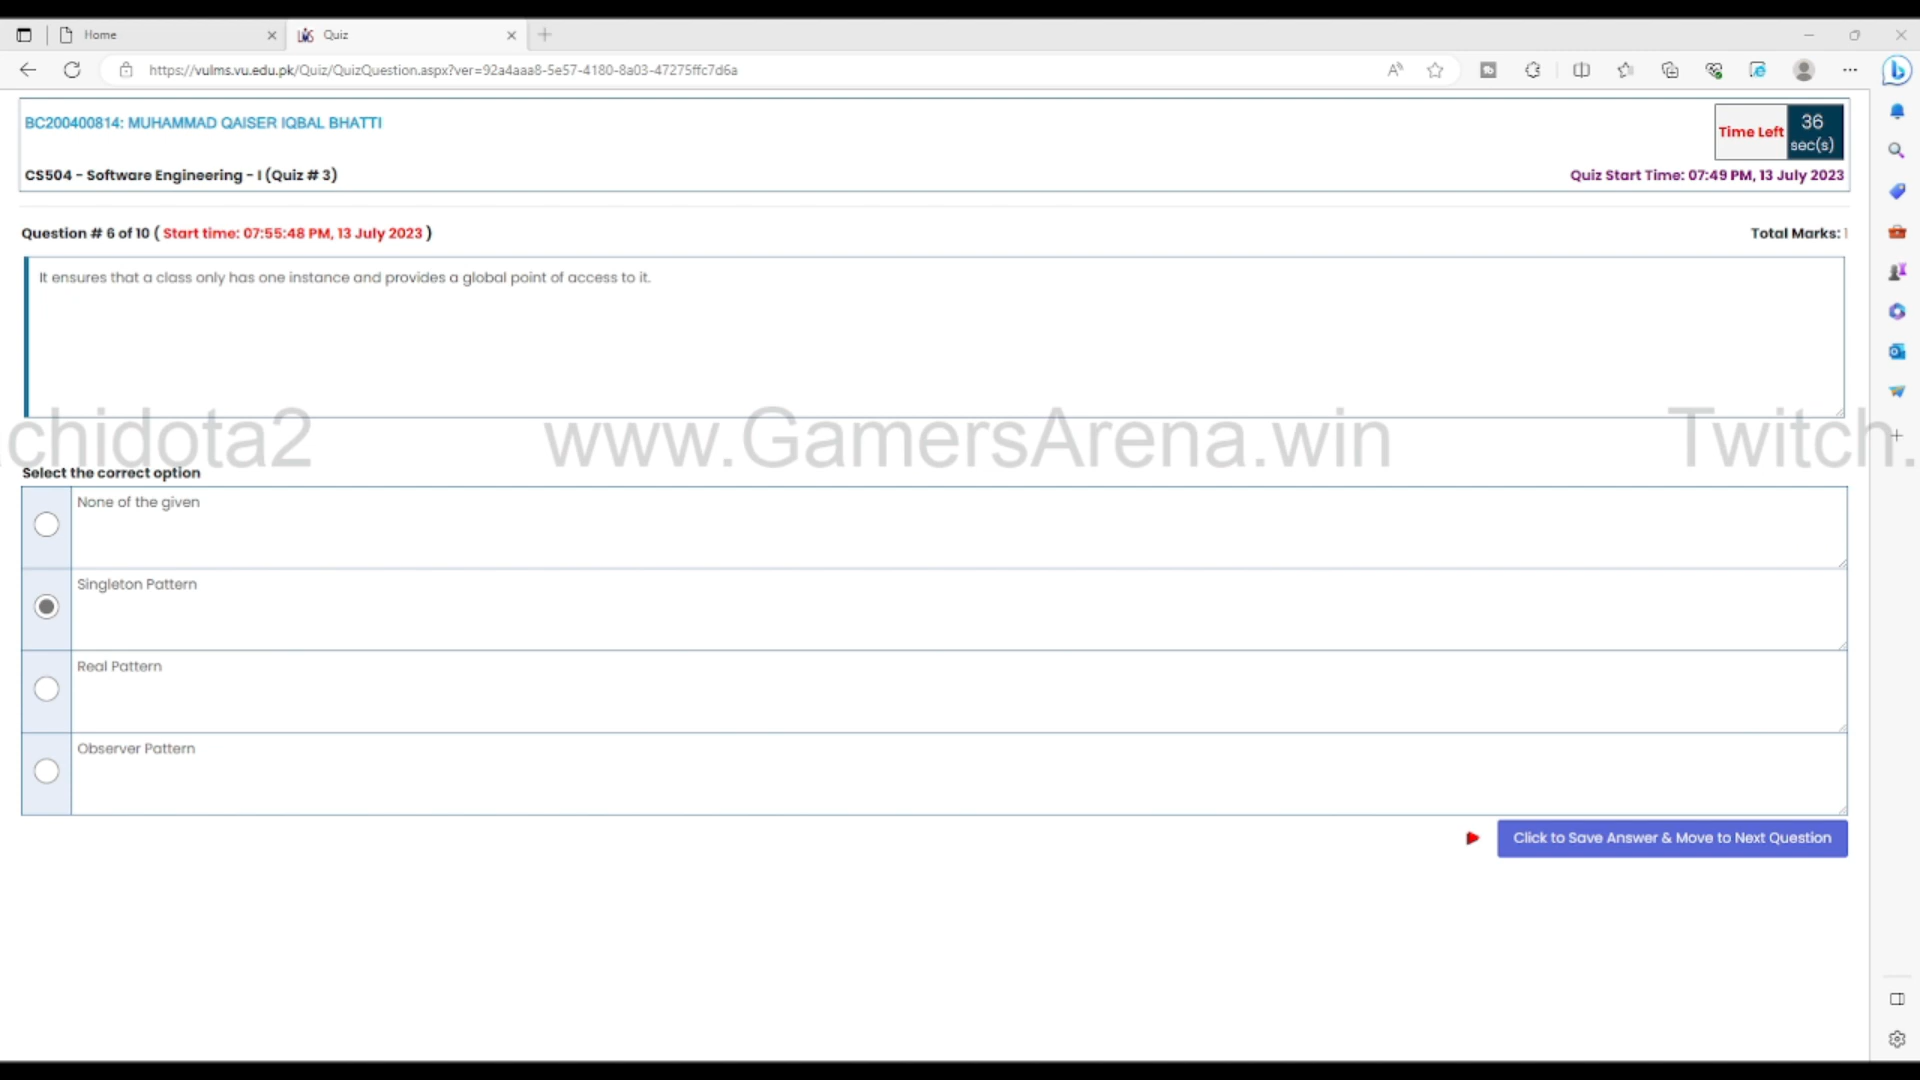 Home
Quiz
https://vulms.vu.edu.pk/Quiz/QuizQuestion.aspx?ver=92a4aaa8-5e57-4180-8a03-47275ffc7d6a
BC200400814: MUHAMMAD QAISER IQBAL BHATTI
Time Left 36 sec(s)
CS504 - Software Engineering - I (Quiz # 3)
Quiz Start Time: 07:49 PM, 13 July 2023
Question # 6 of 10 ( Start time: 07:55:48 PM, 13 July 2023 )
Total Marks: 1
It ensures that a class only has one instance and provides a global point of access to it.
chidota2 www.GamersArena.win Twitch.
Select the correct option
None of the given
Singleton Pattern
Real Pattern
Observer Pattern
Click to Save Answer & Move to Next Question